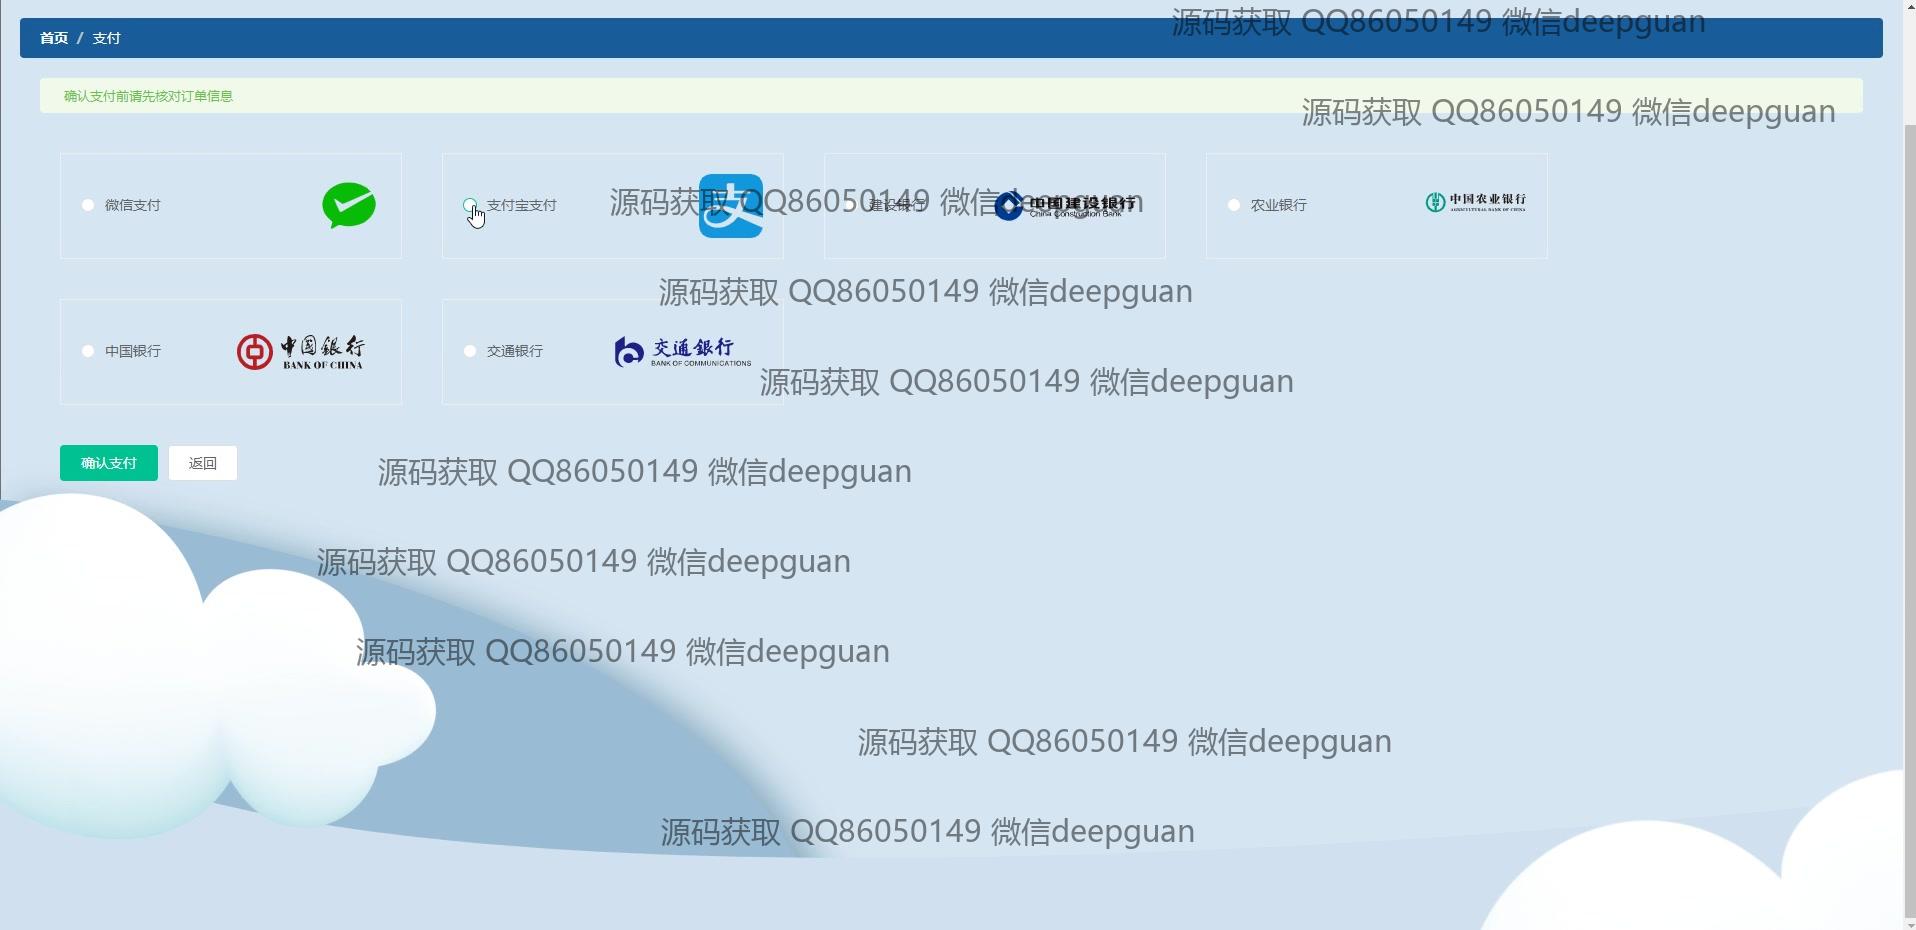 源码获取 QQ86050149 微信deepguan
首页 / 支付
确认支付前请先核对订单信息
源码获取 QQ86050149 微信deepguan
微信支付
支付宝支付
支
源码获取 QQ86050149 微信deepguan
建设银行
中国建设银行
China Construction Bank
农业银行
中国农业银行
AGRICULTURAL BANK OF CHINA
源码获取 QQ86050149 微信deepguan
中国银行
中國銀行
BANK OF CHINA
交通银行
交通銀行
BANK OF COMMUNICATIONS
源码获取 QQ86050149 微信deepguan
确认支付
返回
源码获取 QQ86050149 微信deepguan
源码获取 QQ86050149 微信deepguan
源码获取 QQ86050149 微信deepguan
源码获取 QQ86050149 微信deepguan
源码获取 QQ86050149 微信deepguan